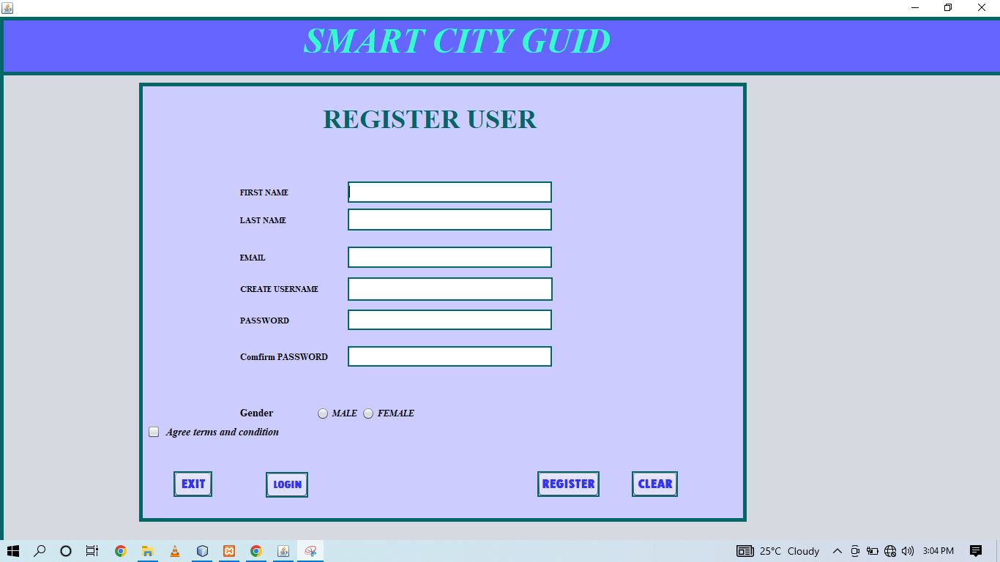 SMART CITY GUID
REGISTER USER
FIRST NAME
LAST NAME
EMAIL
CREATE USERNAME
PASSWORD
Comfirm PASSWORD
Gender MALE FEMALE
Agree terms and condition
EXIT LOGIN REGISTER CLEAR
25°C Cloudy 3:04 PM